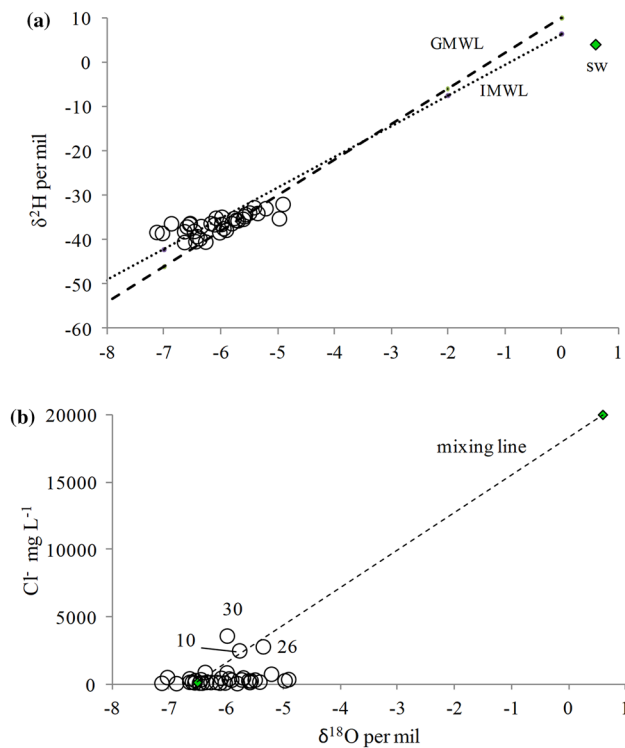 (a)
10
0
-10
-20
-30
-40
-50
-60
δ²H per mil
GMWL
IMWL
sw
-8 -7 -6 -5 -4 -3 -2 -1 0 1
(b)
20000
15000
10000
5000
0
Cl⁻ mg L⁻¹
mixing line
30
10
26
-8 -7 -6 -5 -4 -3 -2 -1 0 1
δ¹⁸O per mil